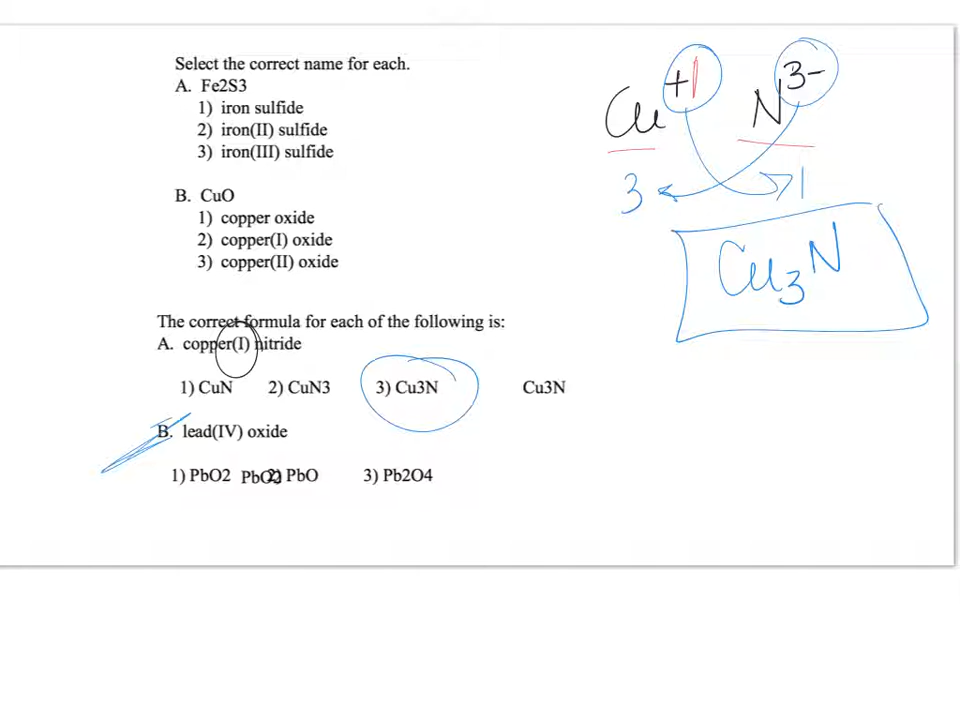 Select the correct name for each.
A. Fe2S3
1) iron sulfide
2) iron(II) sulfide
3) iron(III) sulfide
B. CuO
1) copper oxide
2) copper(I) oxide
3) copper(II) oxide
The correct formula for each of the following is:
A. copper(I) nitride
1) CuN 2) CuN3 3) Cu3N Cu3N
B. lead(IV) oxide
1) PbO2 PbO2 2) PbO 3) Pb2O4
Cu +1 N 3-
3 1
Cu3N